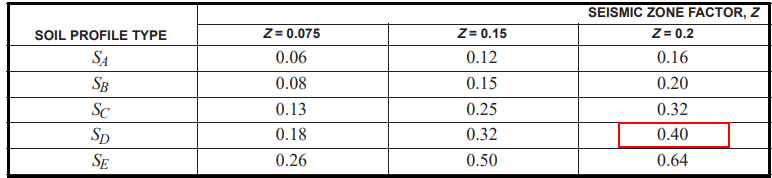 SEISMIC ZONE FACTOR, Z
SOIL PROFILE TYPE Z = 0.075 Z = 0.15 Z = 0.2
SA 0.06 0.12 0.16
SB 0.08 0.15 0.20
SC 0.13 0.25 0.32
SD 0.18 0.32 0.40
SE 0.26 0.50 0.64